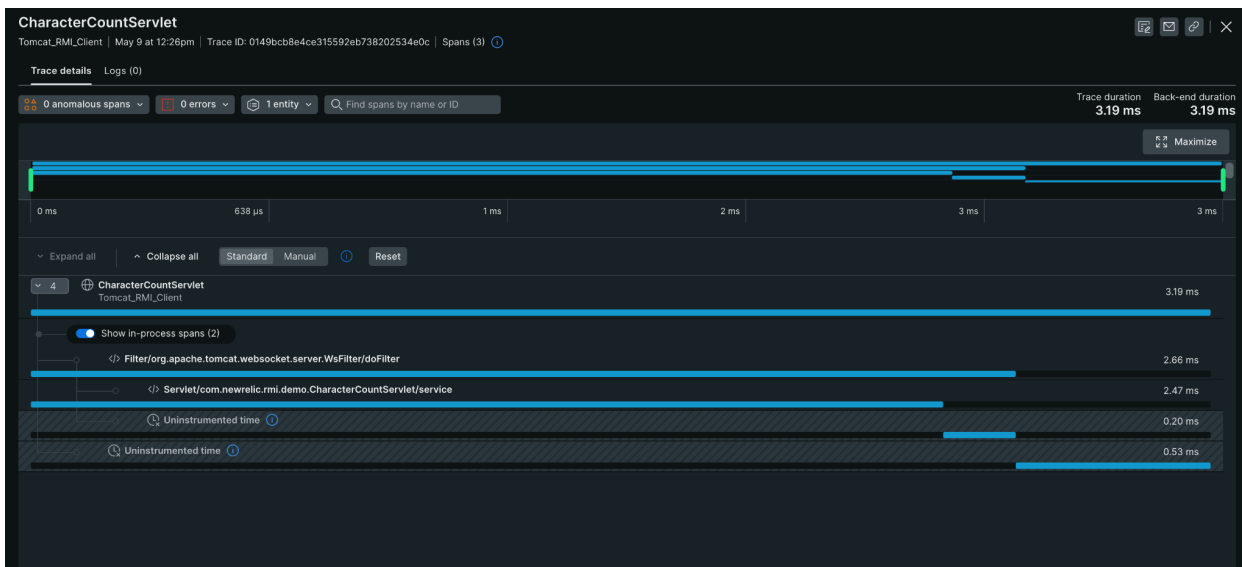 CharacterCountServlet
Tomcat_RMI_Client | May 9 at 12:26pm | Trace ID: 0149bcb8e4ce315592eb738202534e0c | Spans (3)
Trace details Logs (0)
0 anomalous spans 0 errors 1 entity Find spans by name or ID
Trace duration Back-end duration
3.19 ms 3.19 ms
Maximize
0 ms 638 µs 1 ms 2 ms 3 ms 3 ms
Expand all Collapse all Standard Manual Reset
4 CharacterCountServlet
Tomcat_RMI_Client
3.19 ms
Show in-process spans (2)
</> Filter/org.apache.tomcat.websocket.server.WsFilter/doFilter 2.66 ms
</> Servlet/com.newrelic.rmi.demo.CharacterCountServlet/service 2.47 ms
Uninstrumented time 0.20 ms
Uninstrumented time 0.53 ms